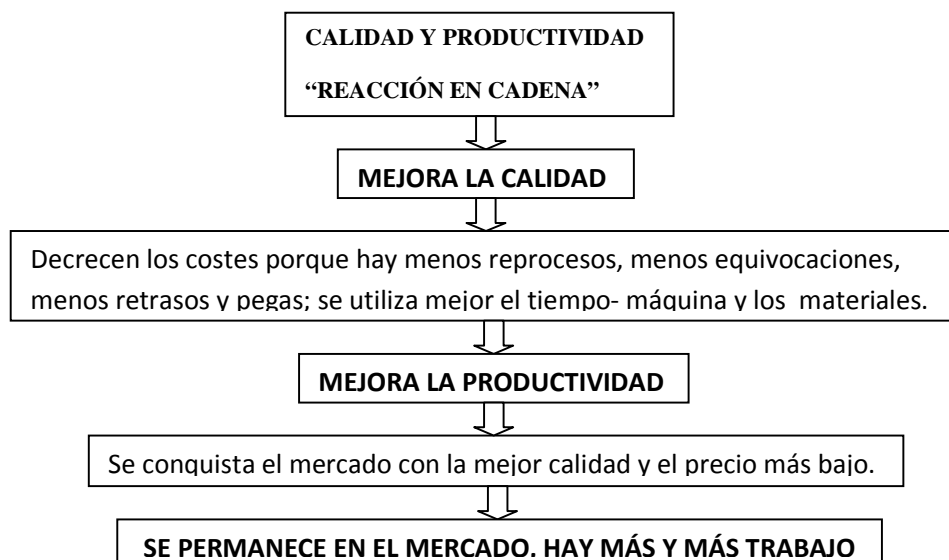 CALIDAD Y PRODUCTIVIDAD
“REACCIÓN EN CADENA”
MEJORA LA CALIDAD
Decrecen los costes porque hay menos reprocesos, menos equivocaciones,
menos retrasos y pegas; se utiliza mejor el tiempo- máquina y los materiales.
MEJORA LA PRODUCTIVIDAD
Se conquista el mercado con la mejor calidad y el precio más bajo.
SE PERMANECE EN EL MERCADO. HAY MÁS Y MÁS TRABAJO